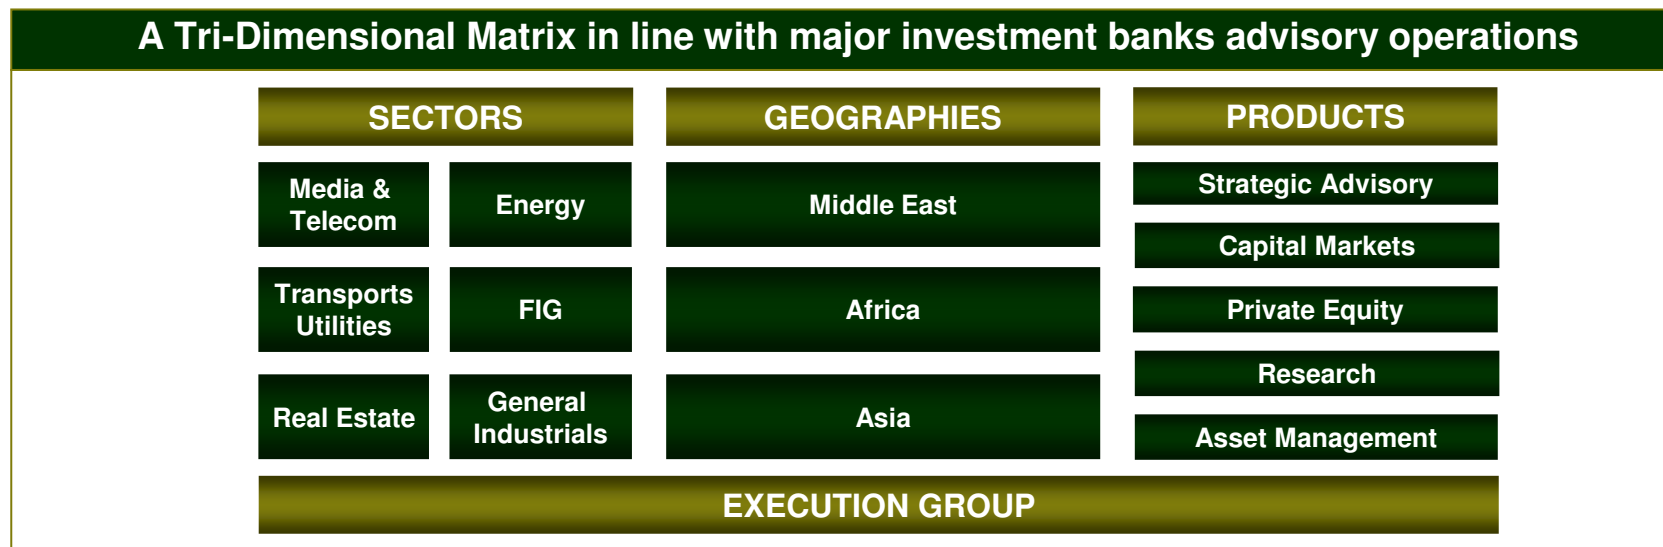 A Tri-Dimensional Matrix in line with major investment banks advisory operations
SECTORS
Media &
Telecom
Energy
Transports
Utilities
FIG
Real Estate
General
Industrials
GEOGRAPHIES
Middle East
Africa
Asia
PRODUCTS
Strategic Advisory
Capital Markets
Private Equity
Research
Asset Management
EXECUTION GROUP